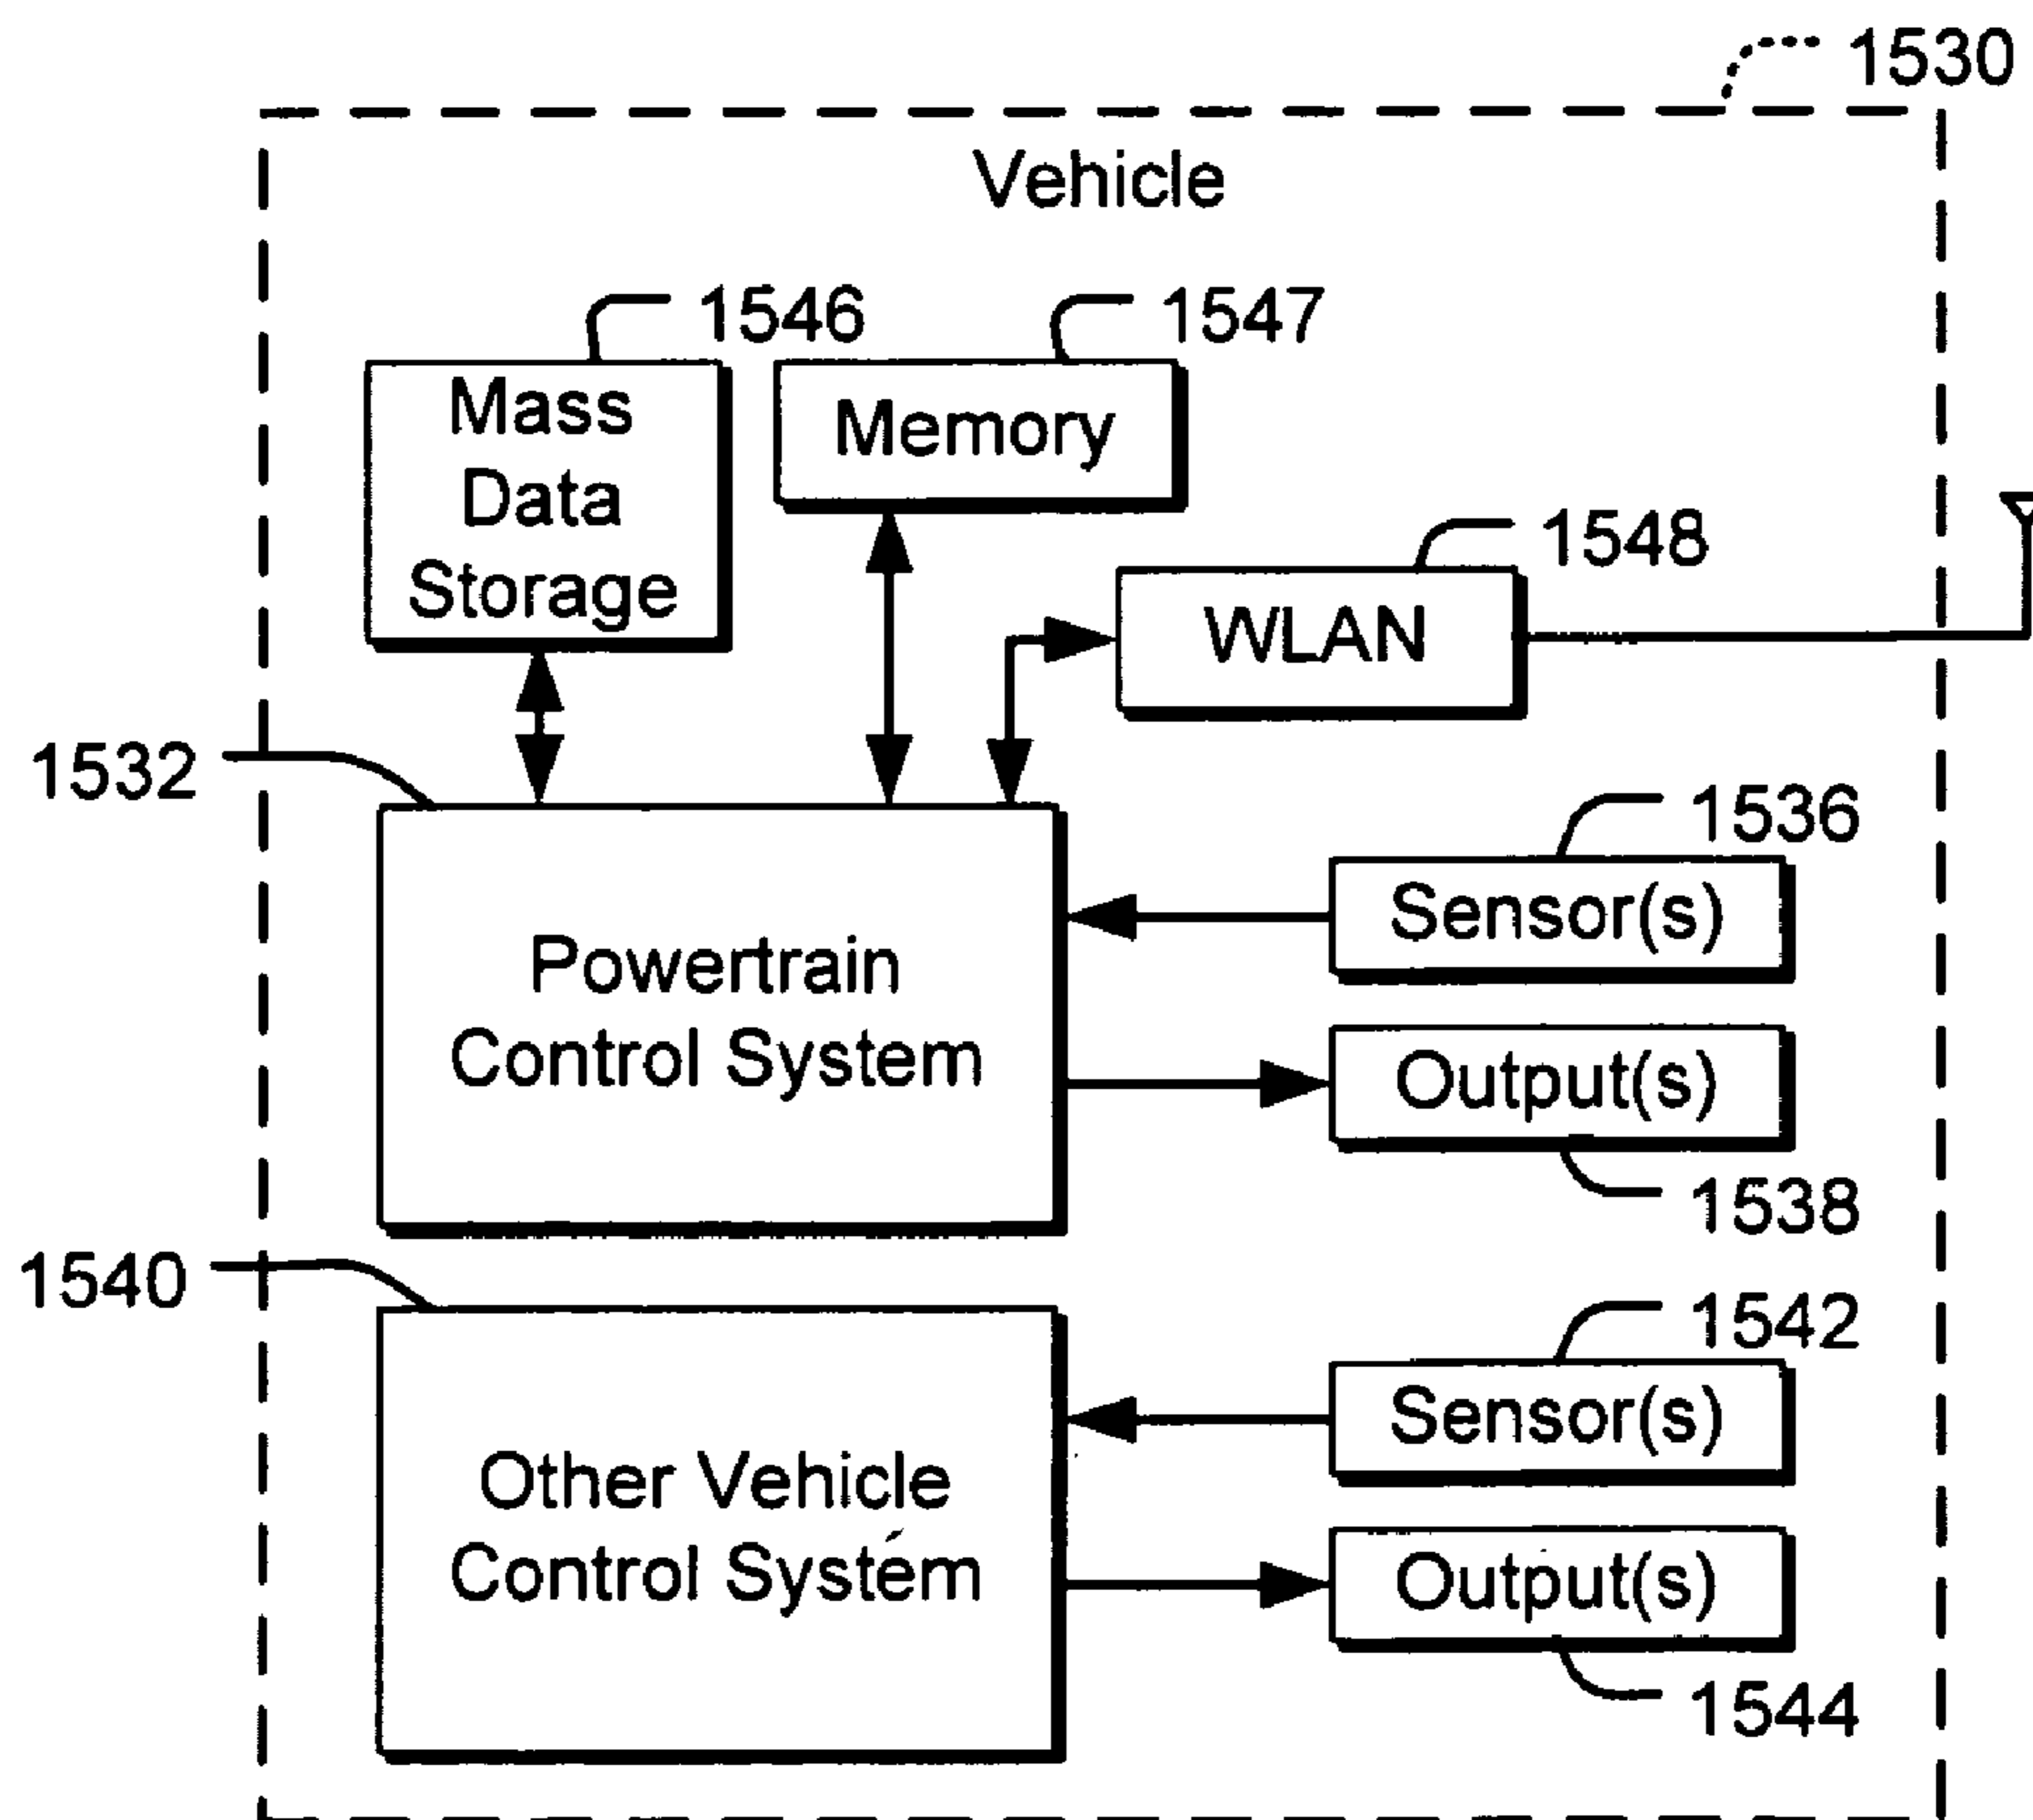 1530
Vehicle
1546
1547
Mass
Data
Storage
Memory
1548
WLAN
1532
1536
Sensor(s)
Powertrain
Control System
Output(s)
1538
1540
1542
Sensor(s)
Other Vehicle
Control System
Output(s)
1544